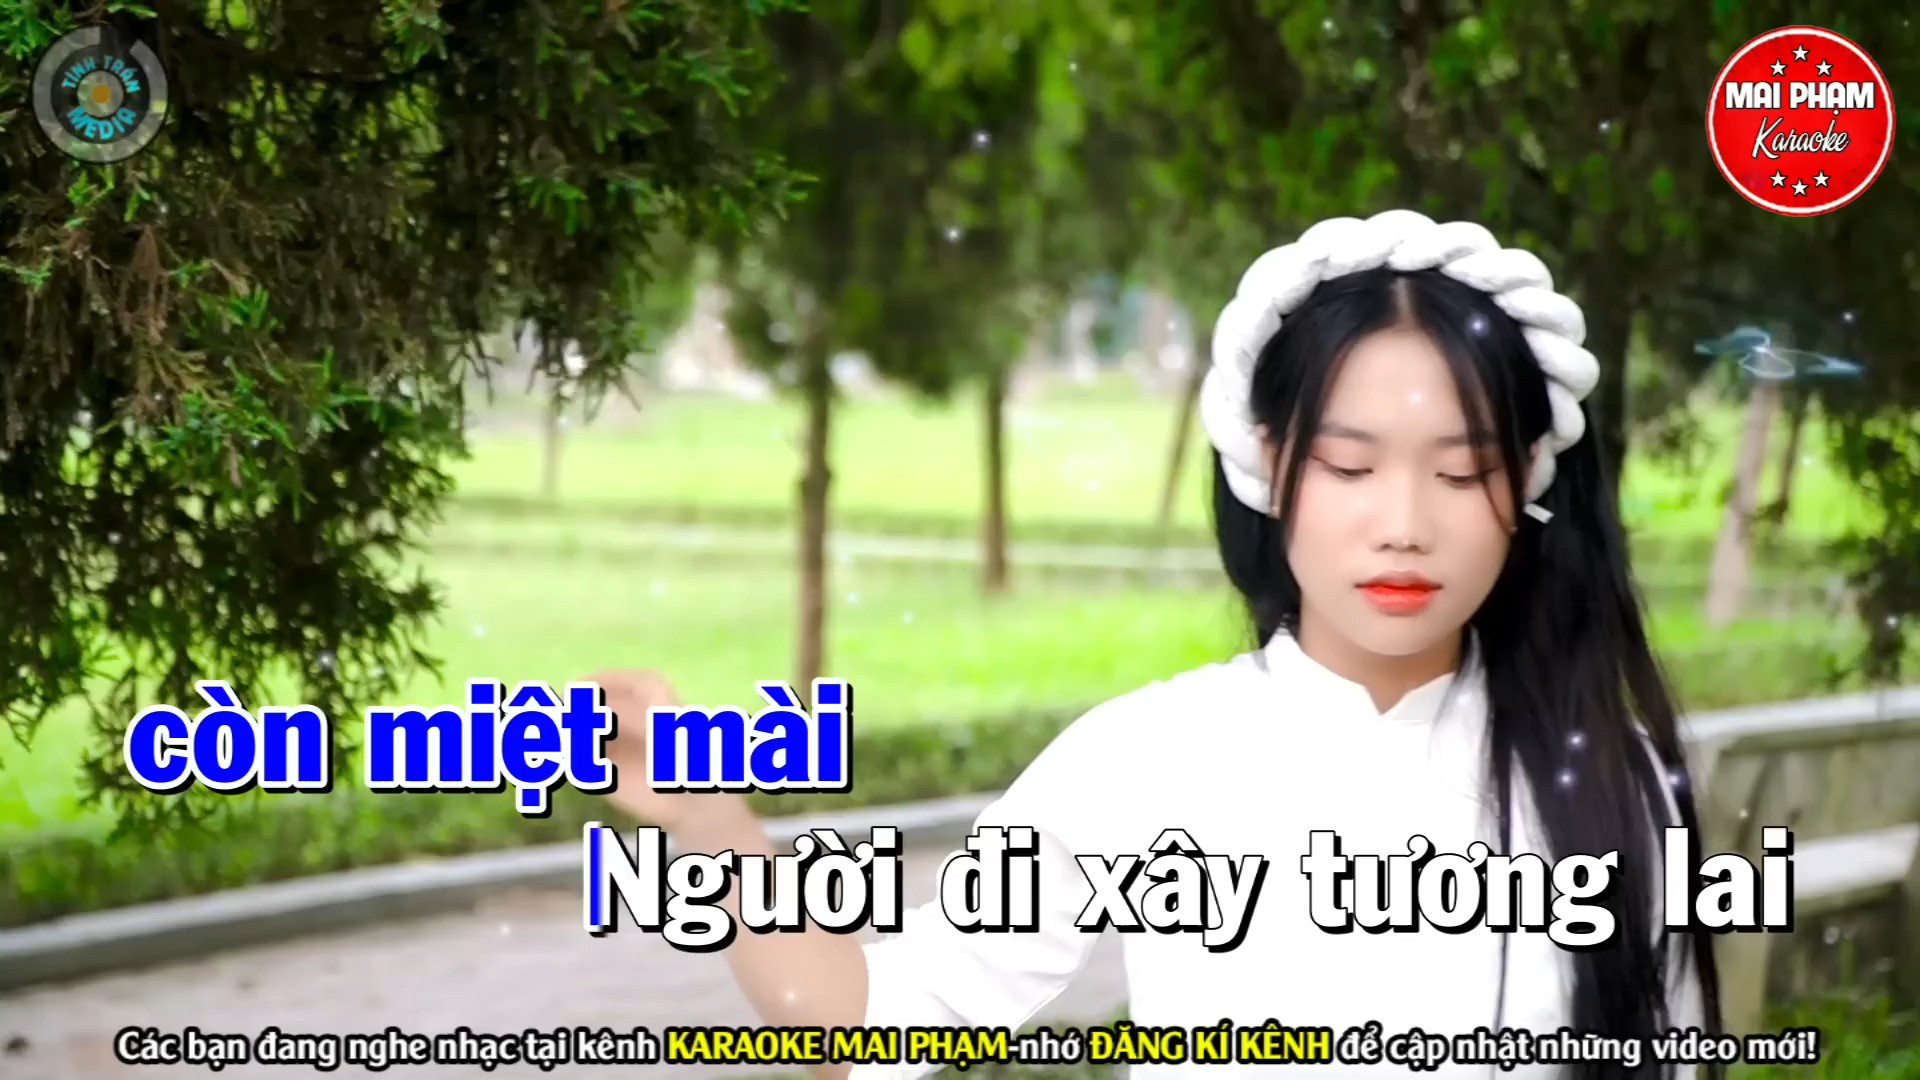 TÌNH TRẦN
MEDIA
MAI PHẠM
Karaoke
còn miệt mài
Người đi xây tương lai
Các bạn đang nghe nhạc tại kênh KARAOKE MAI PHẠM-nhớ ĐĂNG KÍ KÊNH để cập nhật những video mới!